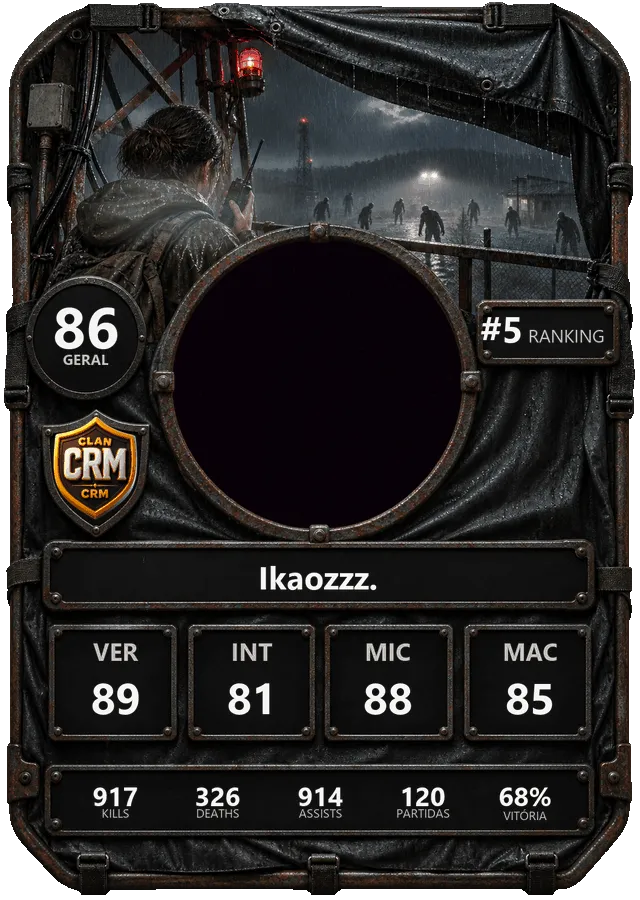 86
GERAL
#5 RANKING
CLAN
CRM
CRM
Ikaozzz.
VER INT MIC MAC
89 81 88 85
917 326 914 120 68%
KILLS DEATHS ASSISTS PARTIDAS VITÓRIA